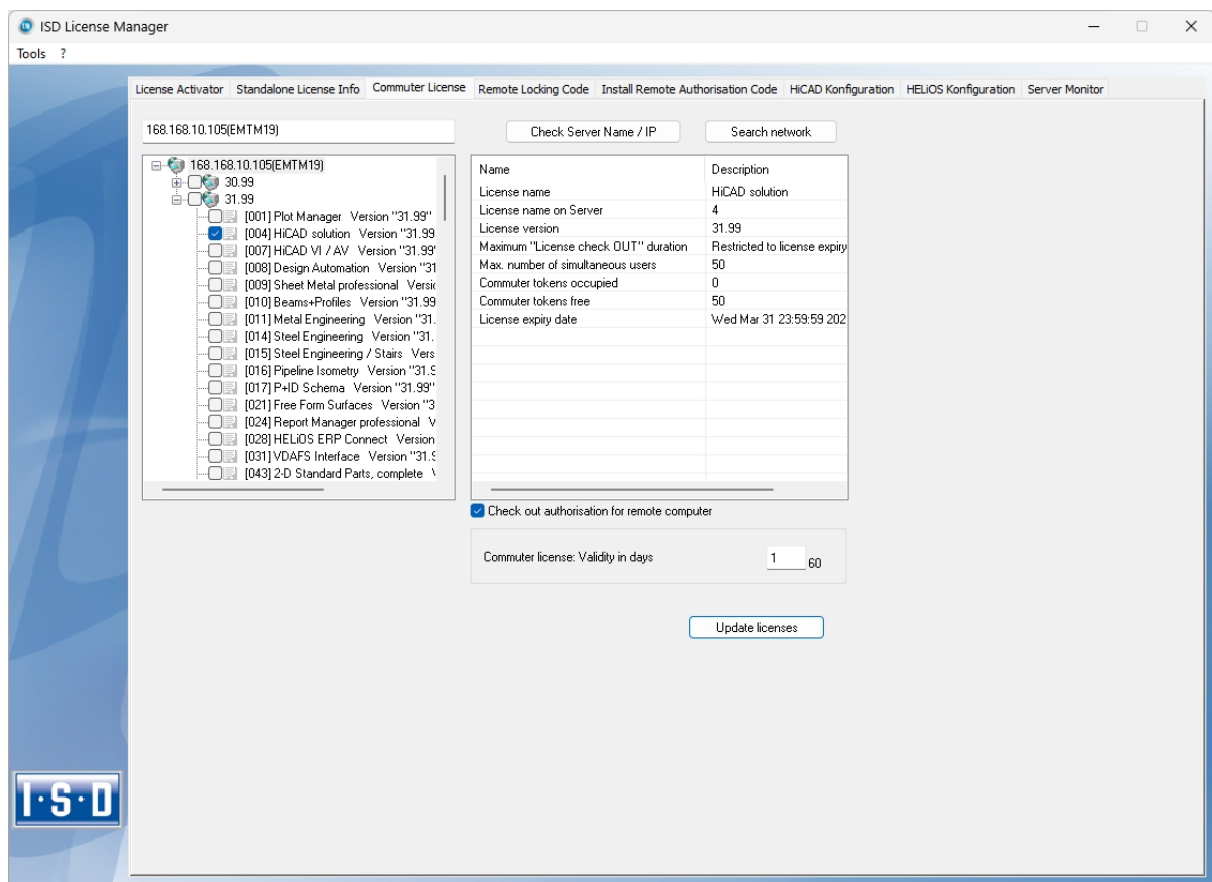 ISD License Manager
Tools ?
License Activator Standalone License Info Commuter License Remote Locking Code Install Remote Authorisation Code HiCAD Konfiguration HELiOS Konfiguration Server Monitor
168.168.10.105(EMTM19) Check Server Name / IP Search network
168.168.10.105(EMTM19)
30.99
31.99
[001] Plot Manager Version "31.99"
[004] HiCAD solution Version "31.99
[007] HiCAD VI / AV Version "31.99"
[008] Design Automation Version "31
[009] Sheet Metal professional Versic
[010] Beams+Profiles Version "31.99
[011] Metal Engineering Version "31.
[014] Steel Engineering Version "31.
[015] Steel Engineering / Stairs Vers
[016] Pipeline Isometry Version "31.9
[017] P+ID Schema Version "31.99"
[021] Free Form Surfaces Version "3
[024] Report Manager professional V
[028] HELiOS ERP Connect Version
[031] VDAFS Interface Version "31.9
[043] 2-D Standard Parts, complete
Name Description
License name HiCAD solution
License name on Server 4
License version 31.99
Maximum "License check OUT" duration Restricted to license expiry
Max. number of simultaneous users 50
Commuter tokens occupied 0
Commuter tokens free 50
License expiry date Wed Mar 31 23:59:59 202
Check out authorisation for remote computer
Commuter license: Validity in days 1 60
Update licenses
I·S·D